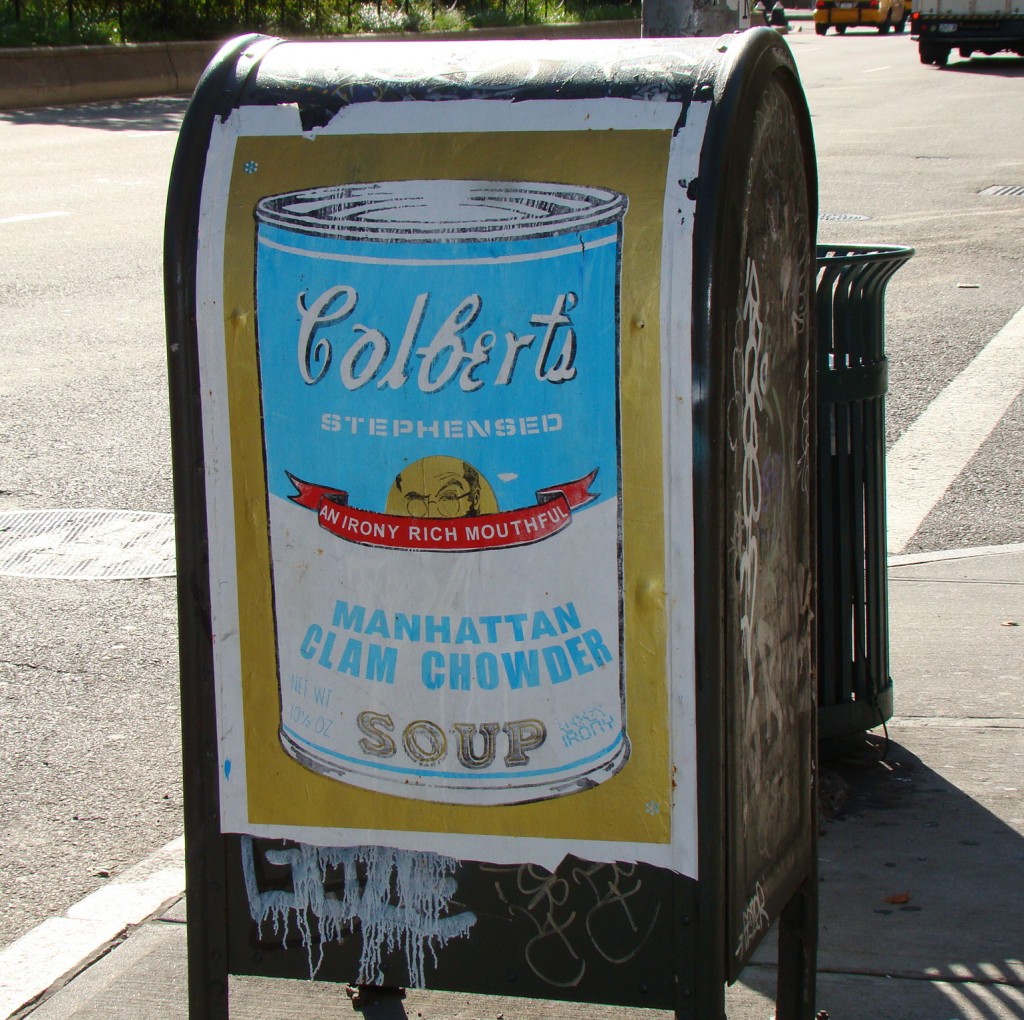 Colbert's
STEPHENSED
AN IRONY RICH MOUTHFUL
MANHATTAN
CLAM CHOWDER
NET WT
10½ OZ
SOUP
IRONY